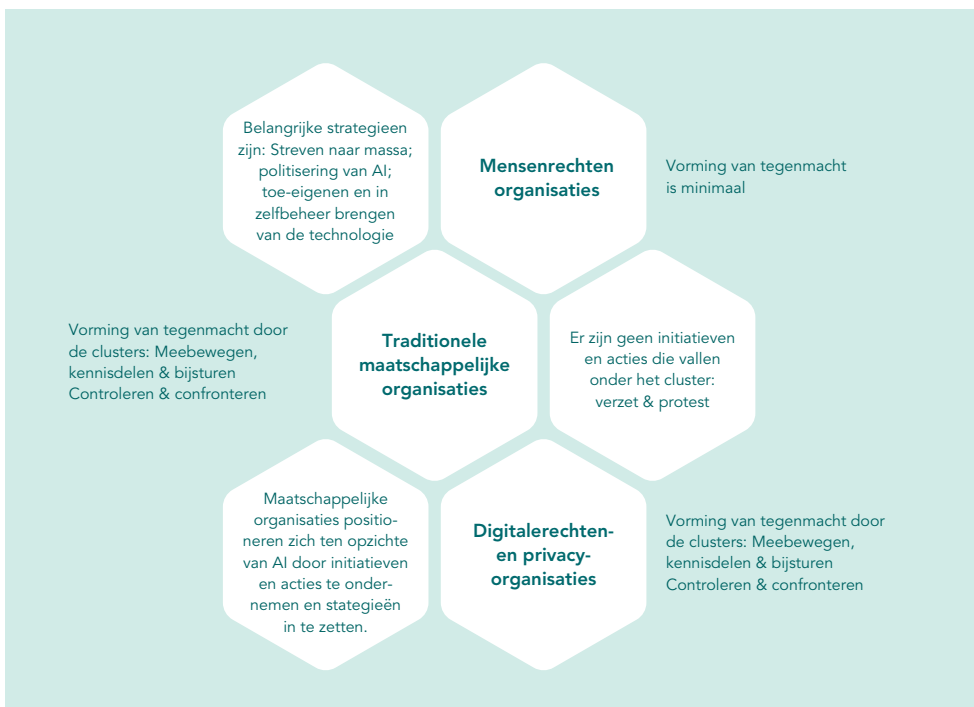 Belangrijke strategieen
zijn: Streven naar massa;
politisering van AI;
toe-eigenen en in
zelfbeheer brengen
van de technologie
Mensenrechten
organisaties
Vorming van tegenmacht
is minimaal
Vorming van tegenmacht door
de clusters: Meebewegen,
kennisdelen & bijsturen
Controleren & confronteren
Traditionele
maatschappelijke
organisaties
Er zijn geen initiatieven
en acties die vallen
onder het cluster:
verzet & protest
Maatschappelijke
organisaties positio-
neren zich ten opzichte
van AI door initiatieven
en acties te onder-
nemen en stategieën
in te zetten.
Digitalerechten-
en privacy-
organisaties
Vorming van tegenmacht door
de clusters: Meebewegen,
kennisdelen & bijsturen
Controleren & confronteren